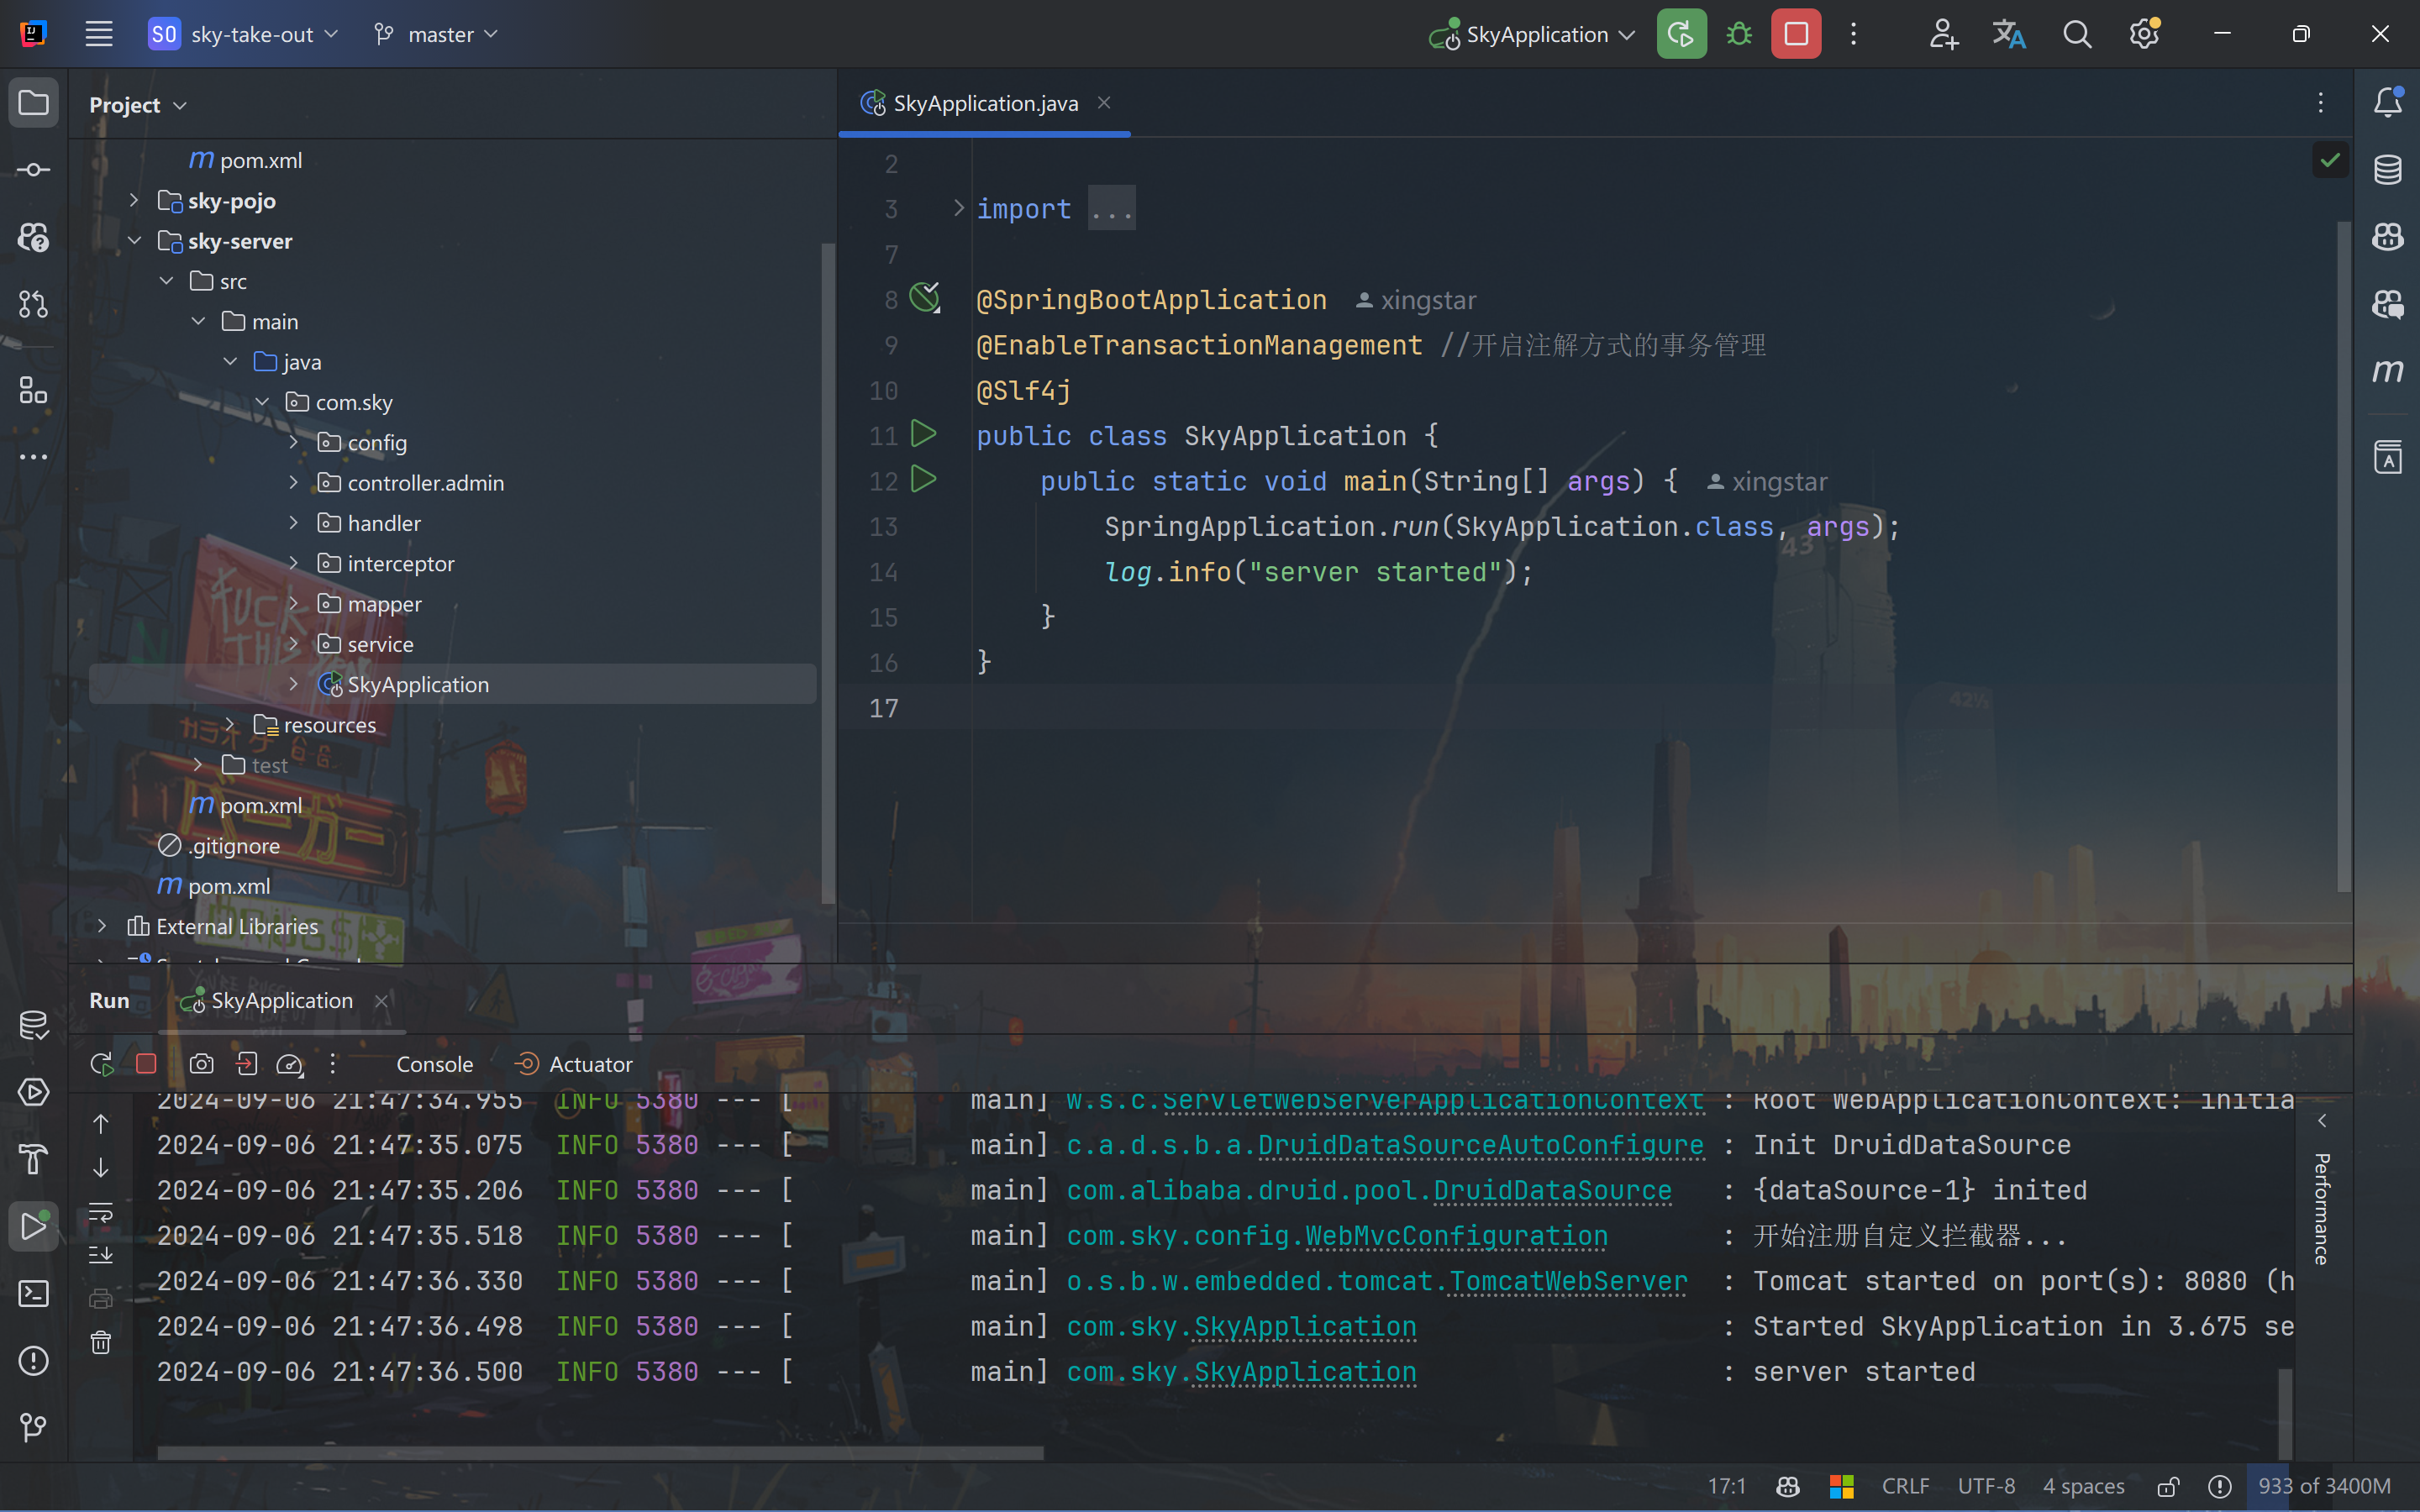 SO sky-take-out master SkyApplication
Project
SkyApplication.java
pom.xml
sky-pojo
sky-server
src
main
java
com.sky
config
controller.admin
handler
interceptor
mapper
service
SkyApplication
resources
test
pom.xml
.gitignore
pom.xml
External Libraries
2
3 import ...
7
8 @SpringBootApplication xingstar
9 @EnableTransactionManagement //开启注解方式的事务管理
10 @Slf4j
11 public class SkyApplication {
12 public static void main(String[] args) { xingstar
13 SpringApplication.run(SkyApplication.class, args);
14 log.info("server started");
15 }
16 }
17
43
42½
FUCK
THIS
バーガー
DRUGS
e-cigar
Run SkyApplication
Console Actuator
2024-09-06 21:47:34.955 INFO 5380 --- [ main] w.s.c.ServletWebServerApplicationContext : Root WebApplicationContext: initia
2024-09-06 21:47:35.075 INFO 5380 --- [ main] c.a.d.s.b.a.DruidDataSourceAutoConfigure : Init DruidDataSource
2024-09-06 21:47:35.206 INFO 5380 --- [ main] com.alibaba.druid.pool.DruidDataSource : {dataSource-1} inited
2024-09-06 21:47:35.518 INFO 5380 --- [ main] com.sky.config.WebMvcConfiguration : 开始注册自定义拦截器...
2024-09-06 21:47:36.330 INFO 5380 --- [ main] o.s.b.w.embedded.tomcat.TomcatWebServer : Tomcat started on port(s): 8080 (h
2024-09-06 21:47:36.498 INFO 5380 --- [ main] com.sky.SkyApplication : Started SkyApplication in 3.675 se
2024-09-06 21:47:36.500 INFO 5380 --- [ main] com.sky.SkyApplication : server started
Performance
17:1 CRLF UTF-8 4 spaces 933 of 3400M